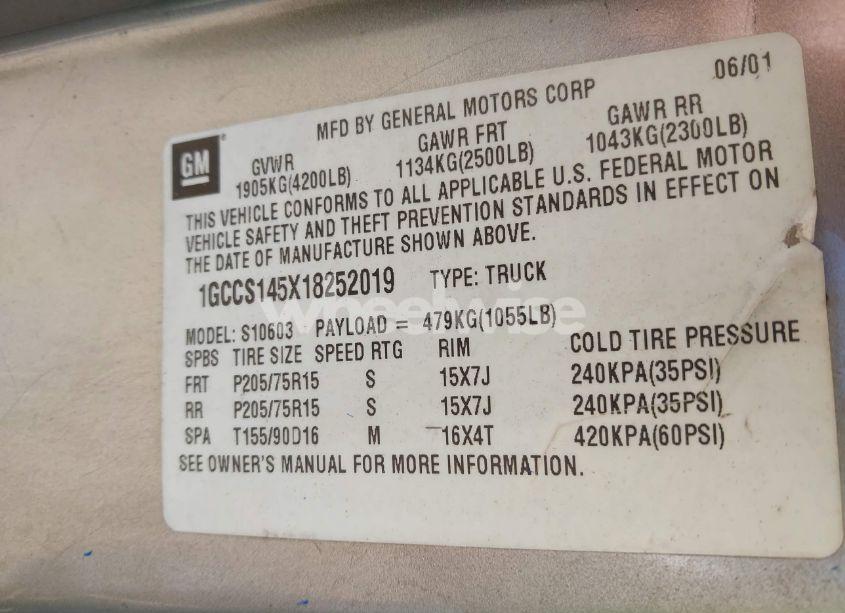 06/01
MFD BY GENERAL MOTORS CORP
GM
GVWR GAWR FRT GAWR RR
1905KG(4200LB) 1134KG(2500LB) 1043KG(2300LB)
THIS VEHICLE CONFORMS TO ALL APPLICABLE U.S. FEDERAL MOTOR
VEHICLE SAFETY AND THEFT PREVENTION STANDARDS IN EFFECT ON
THE DATE OF MANUFACTURE SHOWN ABOVE.
1GCCS145X18252019 TYPE: TRUCK
wheelwise
MODEL: S10603 PAYLOAD = 479KG(1055LB)
SPBS TIRE SIZE SPEED RTG RIM COLD TIRE PRESSURE
FRT P205/75R15 S 15X7J 240KPA(35PSI)
RR P205/75R15 S 15X7J 240KPA(35PSI)
SPA T155/90D16 M 16X4T 420KPA(60PSI)
SEE OWNER'S MANUAL FOR MORE INFORMATION.